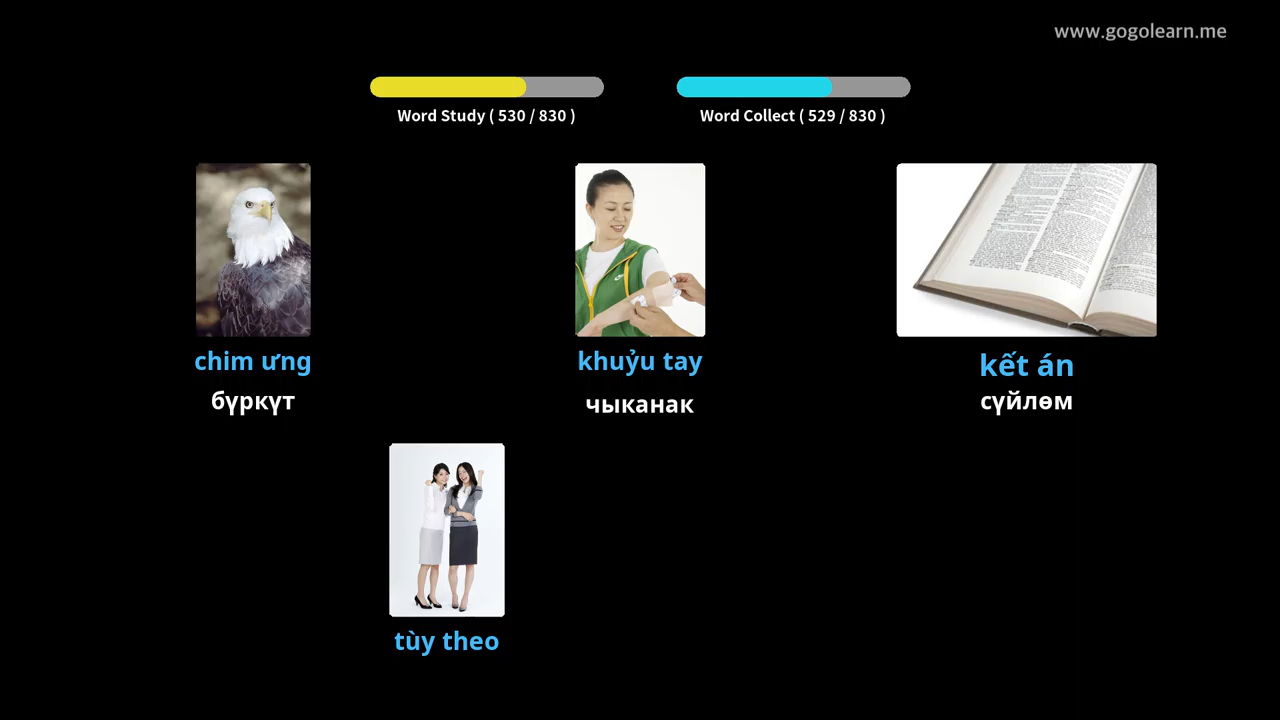 www.gogolearn.me
Word Study ( 530 / 830 )
Word Collect ( 529 / 830 )
chim ưng
бүркүт
khuỷu tay
чыканак
kết án
сүйлөм
tùy theo